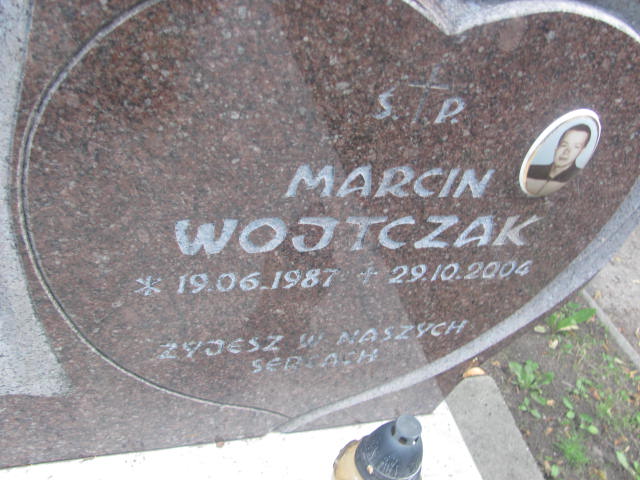 Ś. P.
MARCIN
WOJTCZAK
* 19.06.1987 + 29.10.2004
ŻYJESZ W NASZYCH
SERCACH